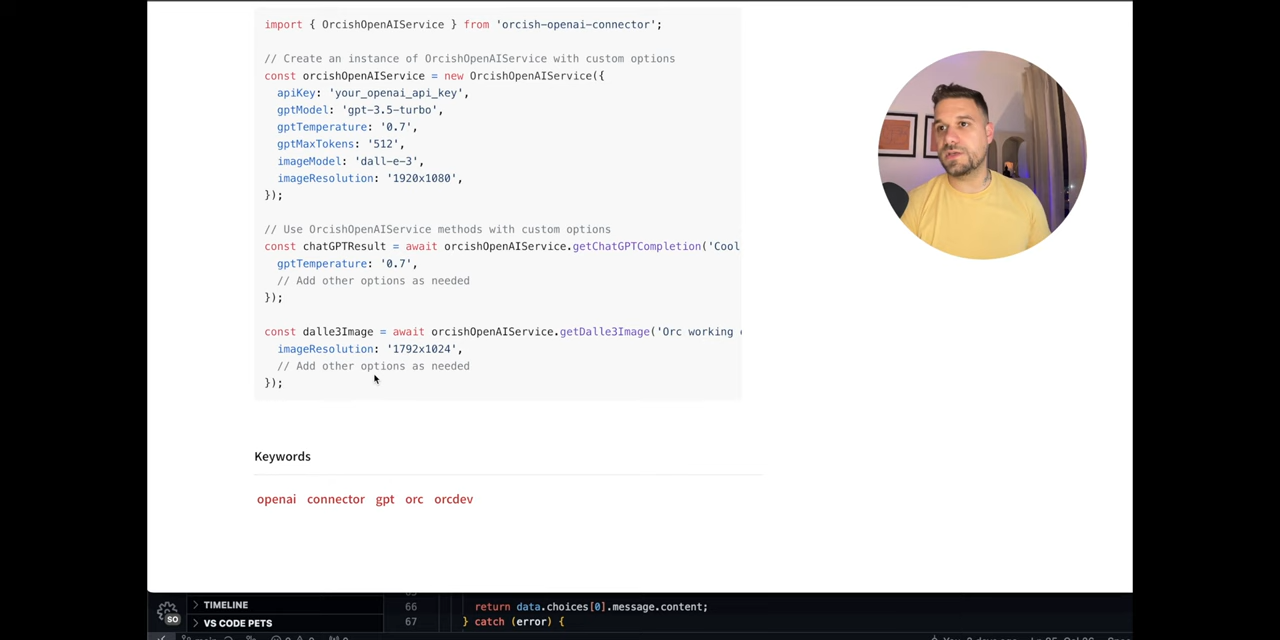 import { OrcishOpenAIService } from 'orcish-openai-connector';
// Create an instance of OrcishOpenAIService with custom options
const orcishOpenAIService = new OrcishOpenAIService({
apiKey: 'your_openai_api_key',
gptModel: 'gpt-3.5-turbo',
gptTemperature: '0.7',
gptMaxTokens: '512',
imageModel: 'dall-e-3',
imageResolution: '1920x1080',
});
// Use OrcishOpenAIService methods with custom options
const chatGPTResult = await orcishOpenAIService.getChatGPTCompletion('Cool
gptTemperature: '0.7',
// Add other options as needed
});
const dalle3Image = await orcishOpenAIService.getDalle3Image('Orc working
imageResolution: '1792x1024',
// Add other options as needed
});
Keywords
openai connector gpt orc orcdev
TIMELINE
VS CODE PETS
SO
66 return data.choices[0].message.content;
67 } catch (error) {